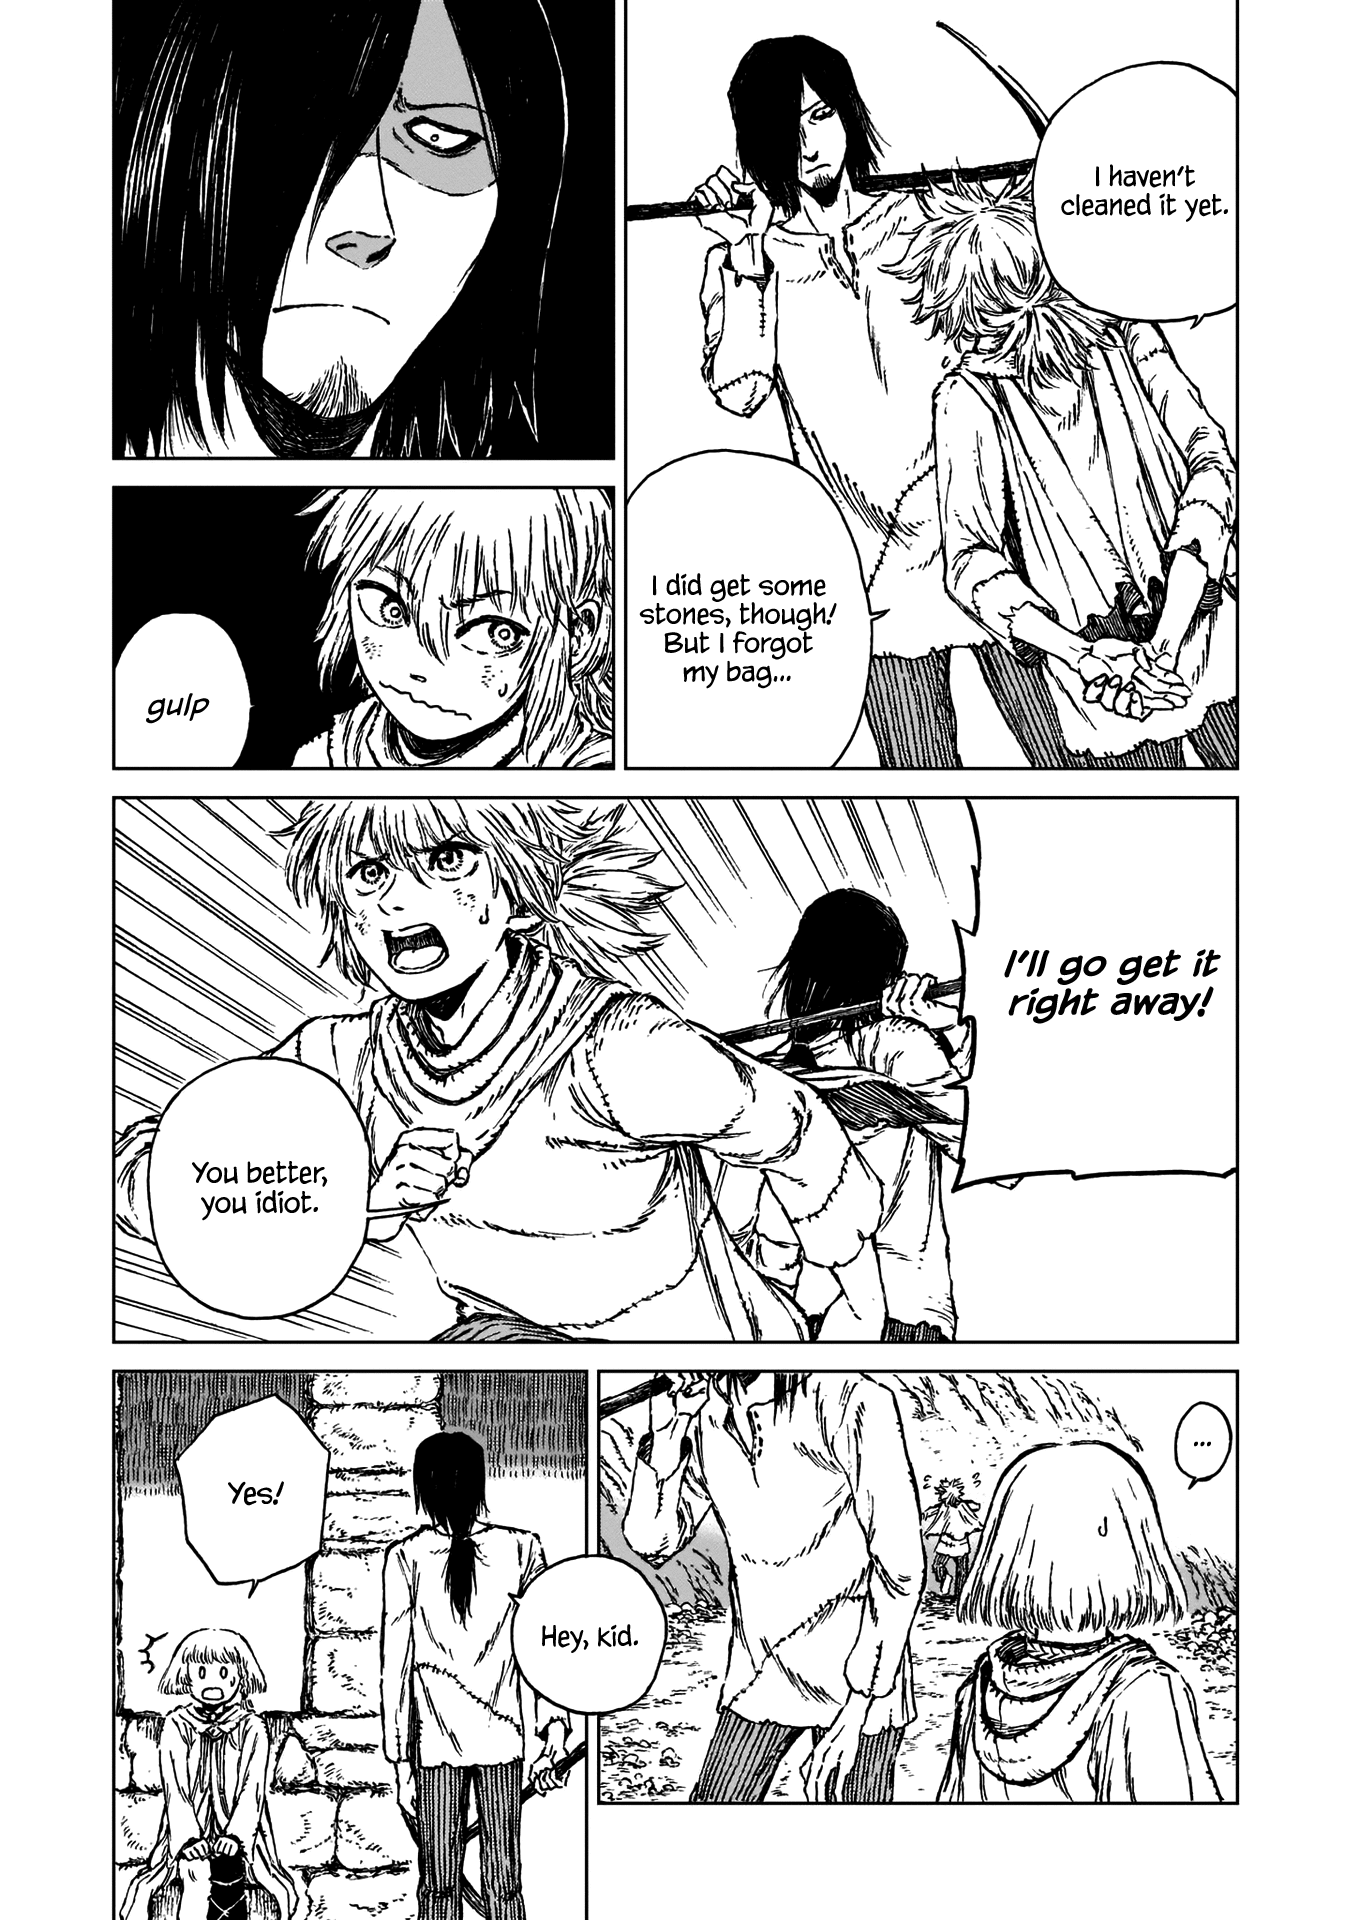 I haven't
cleaned it yet.
I did get some
stones, though!
But I forgot
my bag...
gulp
I'll go get it
right away!
You better,
you idiot.
...
Hey, kid.
Yes!